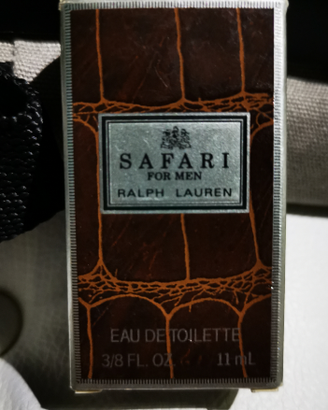 SAFARI
FOR MEN
RALPH LAUREN
EAU DE TOILETTE
3/8 FL. OZ. 11 mL